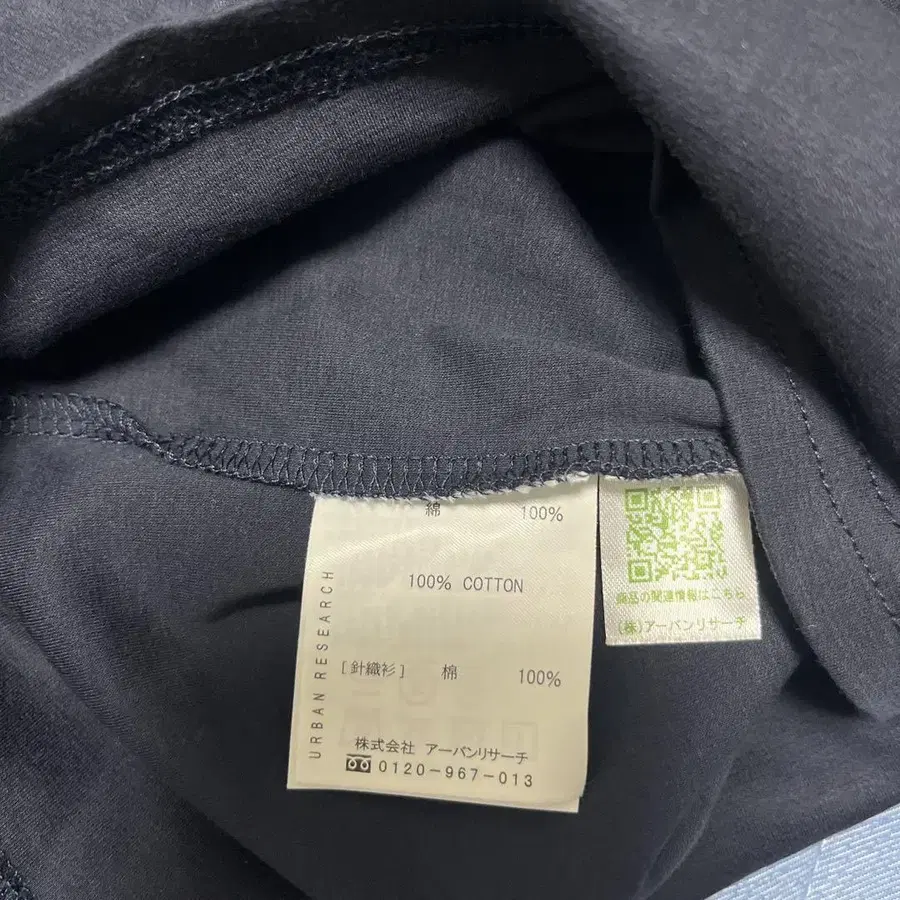 綿 100%
100% COTTON
[針織衫] 棉 100%
URBAN RESEARCH
株式会社 アーバンリサーチ
0120-967-013
商品の関連情報はこちら
(株)アーバンリサーチ